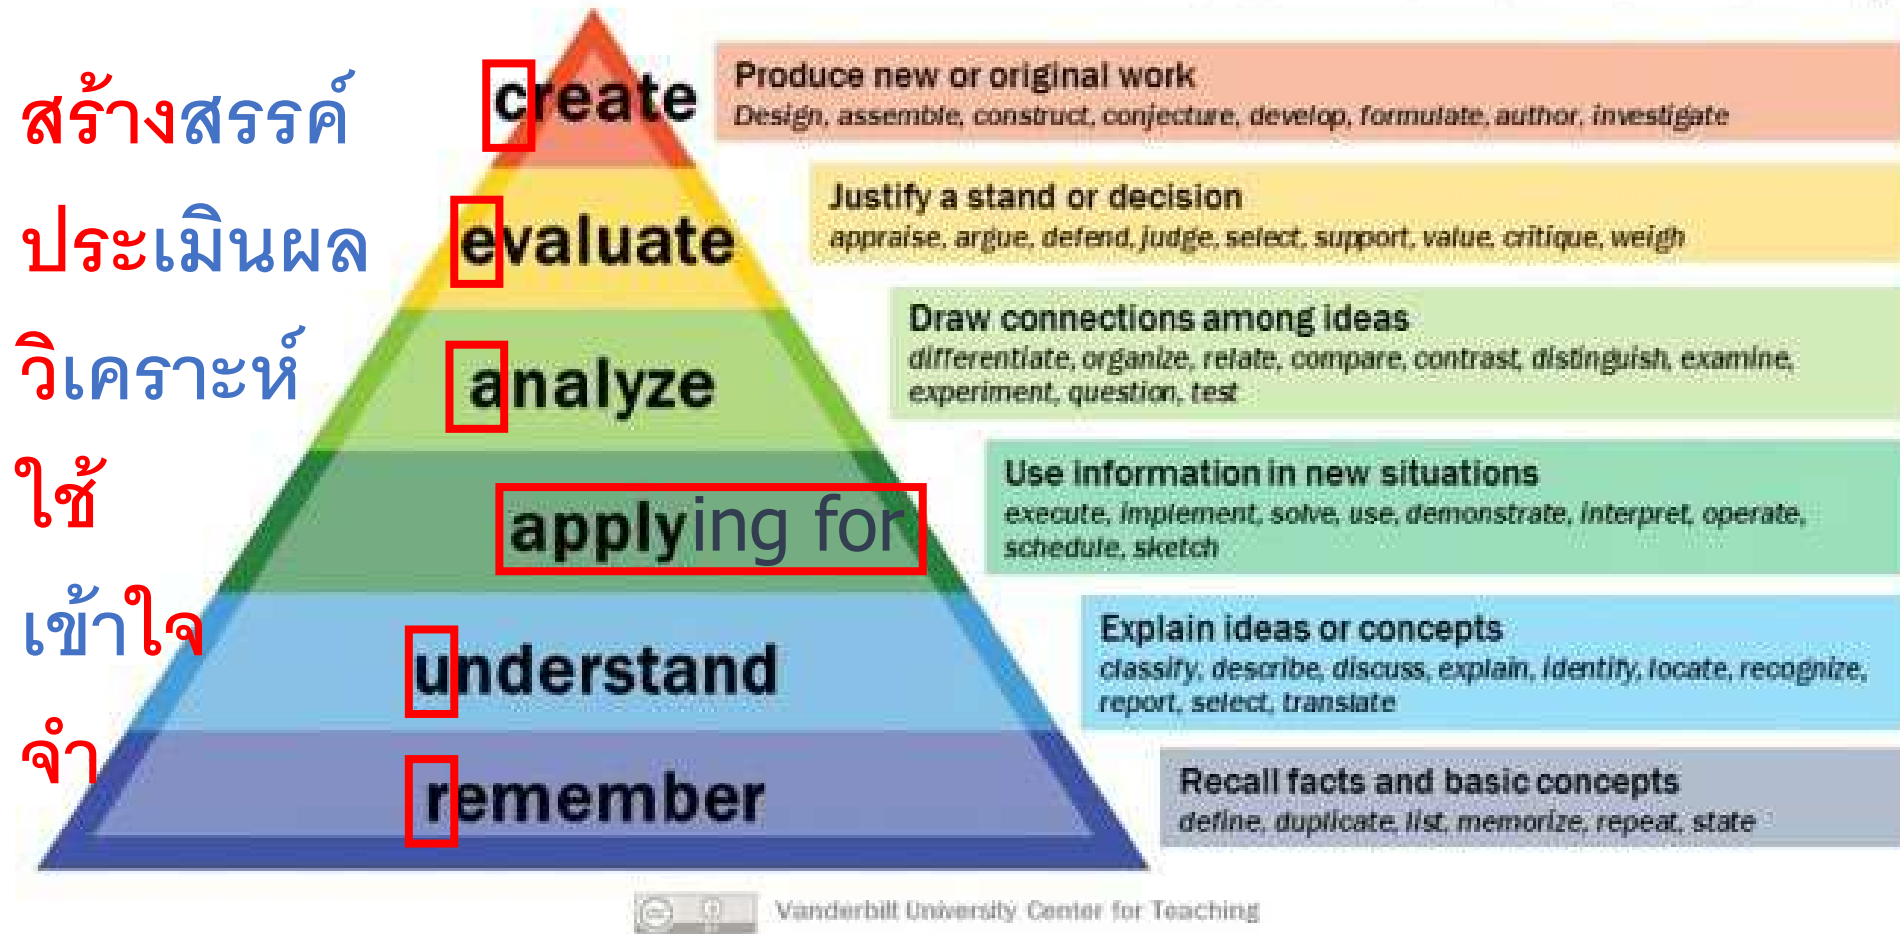 สร้างสรรค์
create
Produce new or original work
Design, assemble, construct, conjecture, develop, formulate, author, investigate
ประเมินผล
evaluate
Justify a stand or decision
appraise, argue, defend, judge, select, support, value, critique, weigh
วิเคราะห์
analyze
Draw connections among ideas
differentiate, organize, relate, compare, contrast, distinguish, examine,
experiment, question, test
ใช้
applying for
Use information in new situations
execute, implement, solve, use, demonstrate, interpret, operate,
schedule, sketch
เข้าใจ
understand
Explain ideas or concepts
classify, describe, discuss, explain, identify, locate, recognize,
report, select, translate
จำ
remember
Recall facts and basic concepts
define, duplicate, list, memorize, repeat, state
Vanderbilt University Center for Teaching